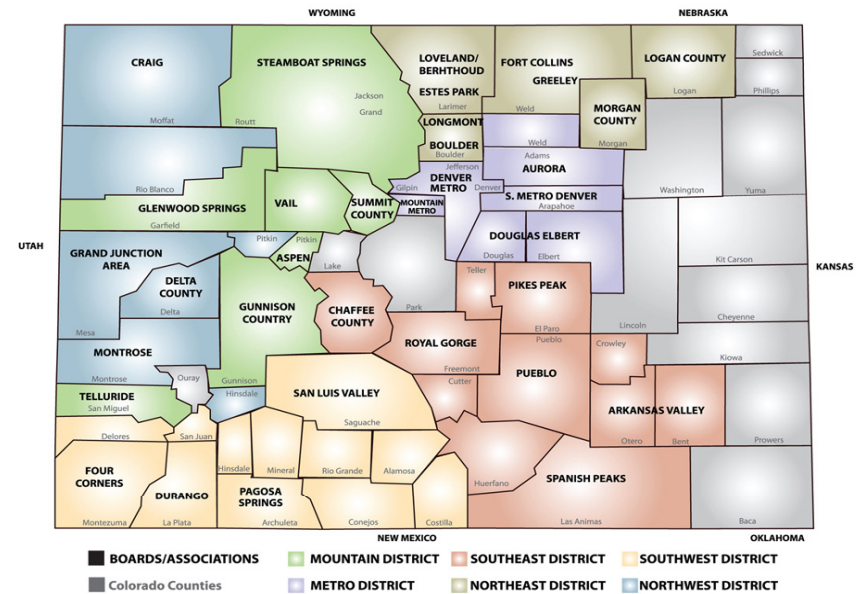 WYOMING
NEBRASKA
CRAIG
Moffat
STEAMBOAT SPRINGS
Jackson
Grand
Routt
LOVELAND/
BERHTHOUD
ESTES PARK
Larimer
FORT COLLINS
GREELEY
Weld
LOGAN COUNTY
Logan
Sedwick
Phillips
MORGAN
COUNTY
Morgan
LONGMONT
BOULDER
Boulder
Weld
Adams
AURORA
Washington
Yuma
Rio Blanco
GLENWOOD SPRINGS
Garfield
VAIL
SUMMIT
COUNTY
Jefferson
Gilpin
DENVER
METRO
Denver
MOUNTAIN
METRO
S. METRO DENVER
Arapahoe
UTAH
GRAND JUNCTION
AREA
Mesa
Pitkin
Pitkin
ASPEN
Lake
DOUGLAS ELBERT
Douglas
Elbert
Kit Carson
KANSAS
DELTA
COUNTY
Delta
GUNNISON
COUNTRY
Gunnison
CHAFFEE
COUNTY
Park
Teller
PIKES PEAK
El Paro
Lincoln
Cheyenne
MONTROSE
Montrose
Ouray
ROYAL GORGE
Freemont
Pueblo
PUEBLO
Crowley
Kiowa
TELLURIDE
San Miguel
Hinsdale
SAN LUIS VALLEY
Saguache
Cutter
ARKANSAS VALLEY
Otero
Bent
Prowers
Delores
San Juan
FOUR
CORNERS
Montezuma
DURANGO
La Plata
Hinsdale
Mineral
Rio Grande
Alamosa
Huerfano
PAGOSA
SPRINGS
Archuleta
Conejos
Costilla
SPANISH PEAKS
Las Animas
Baca
NEW MEXICO
OKLAHOMA
BOARDS/ASSOCIATIONS
MOUNTAIN DISTRICT
SOUTHEAST DISTRICT
SOUTHWEST DISTRICT
Colorado Counties
METRO DISTRICT
NORTHEAST DISTRICT
NORTHWEST DISTRICT